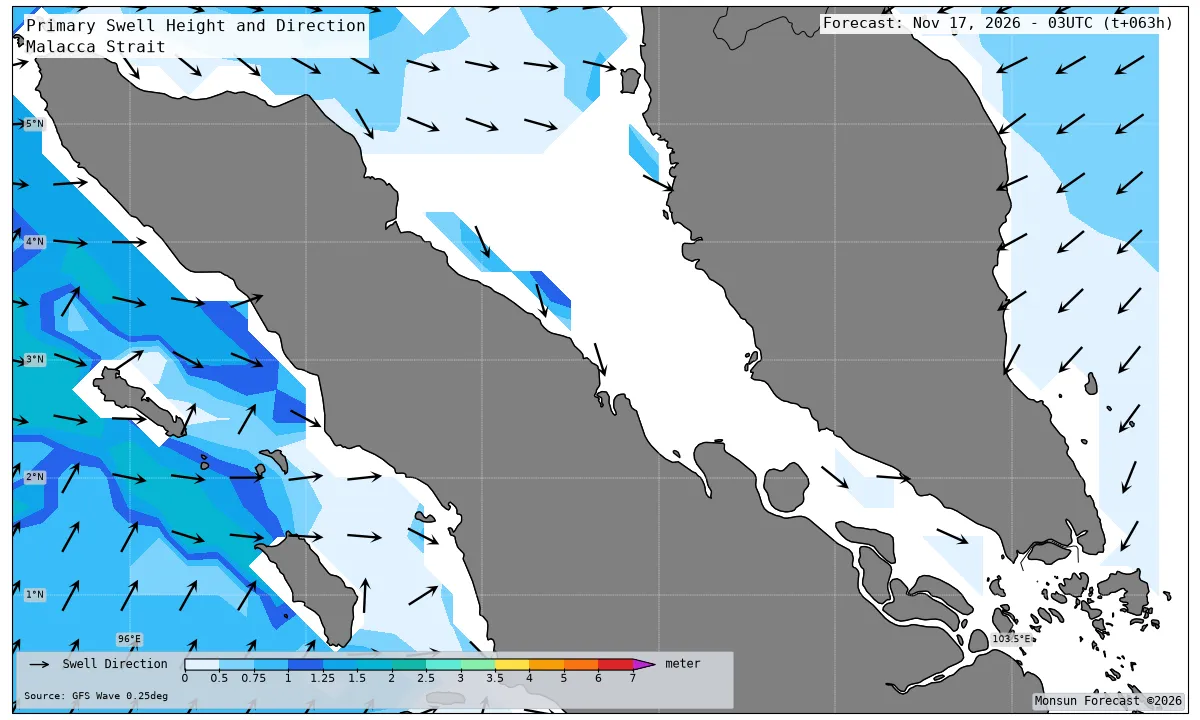 Primary Swell Height and Direction
Malacca Strait
Forecast: Nov 17, 2026 - 03UTC (t+063h)
5°N
4°N
3°N
2°N
1°N
96°E
103.5°E
Swell Direction
meter
0 0.5 0.75 1 1.25 1.5 2 2.5 3 3.5 4 5 6 7
Source: GFS Wave 0.25deg
Monsun Forecast ©2026